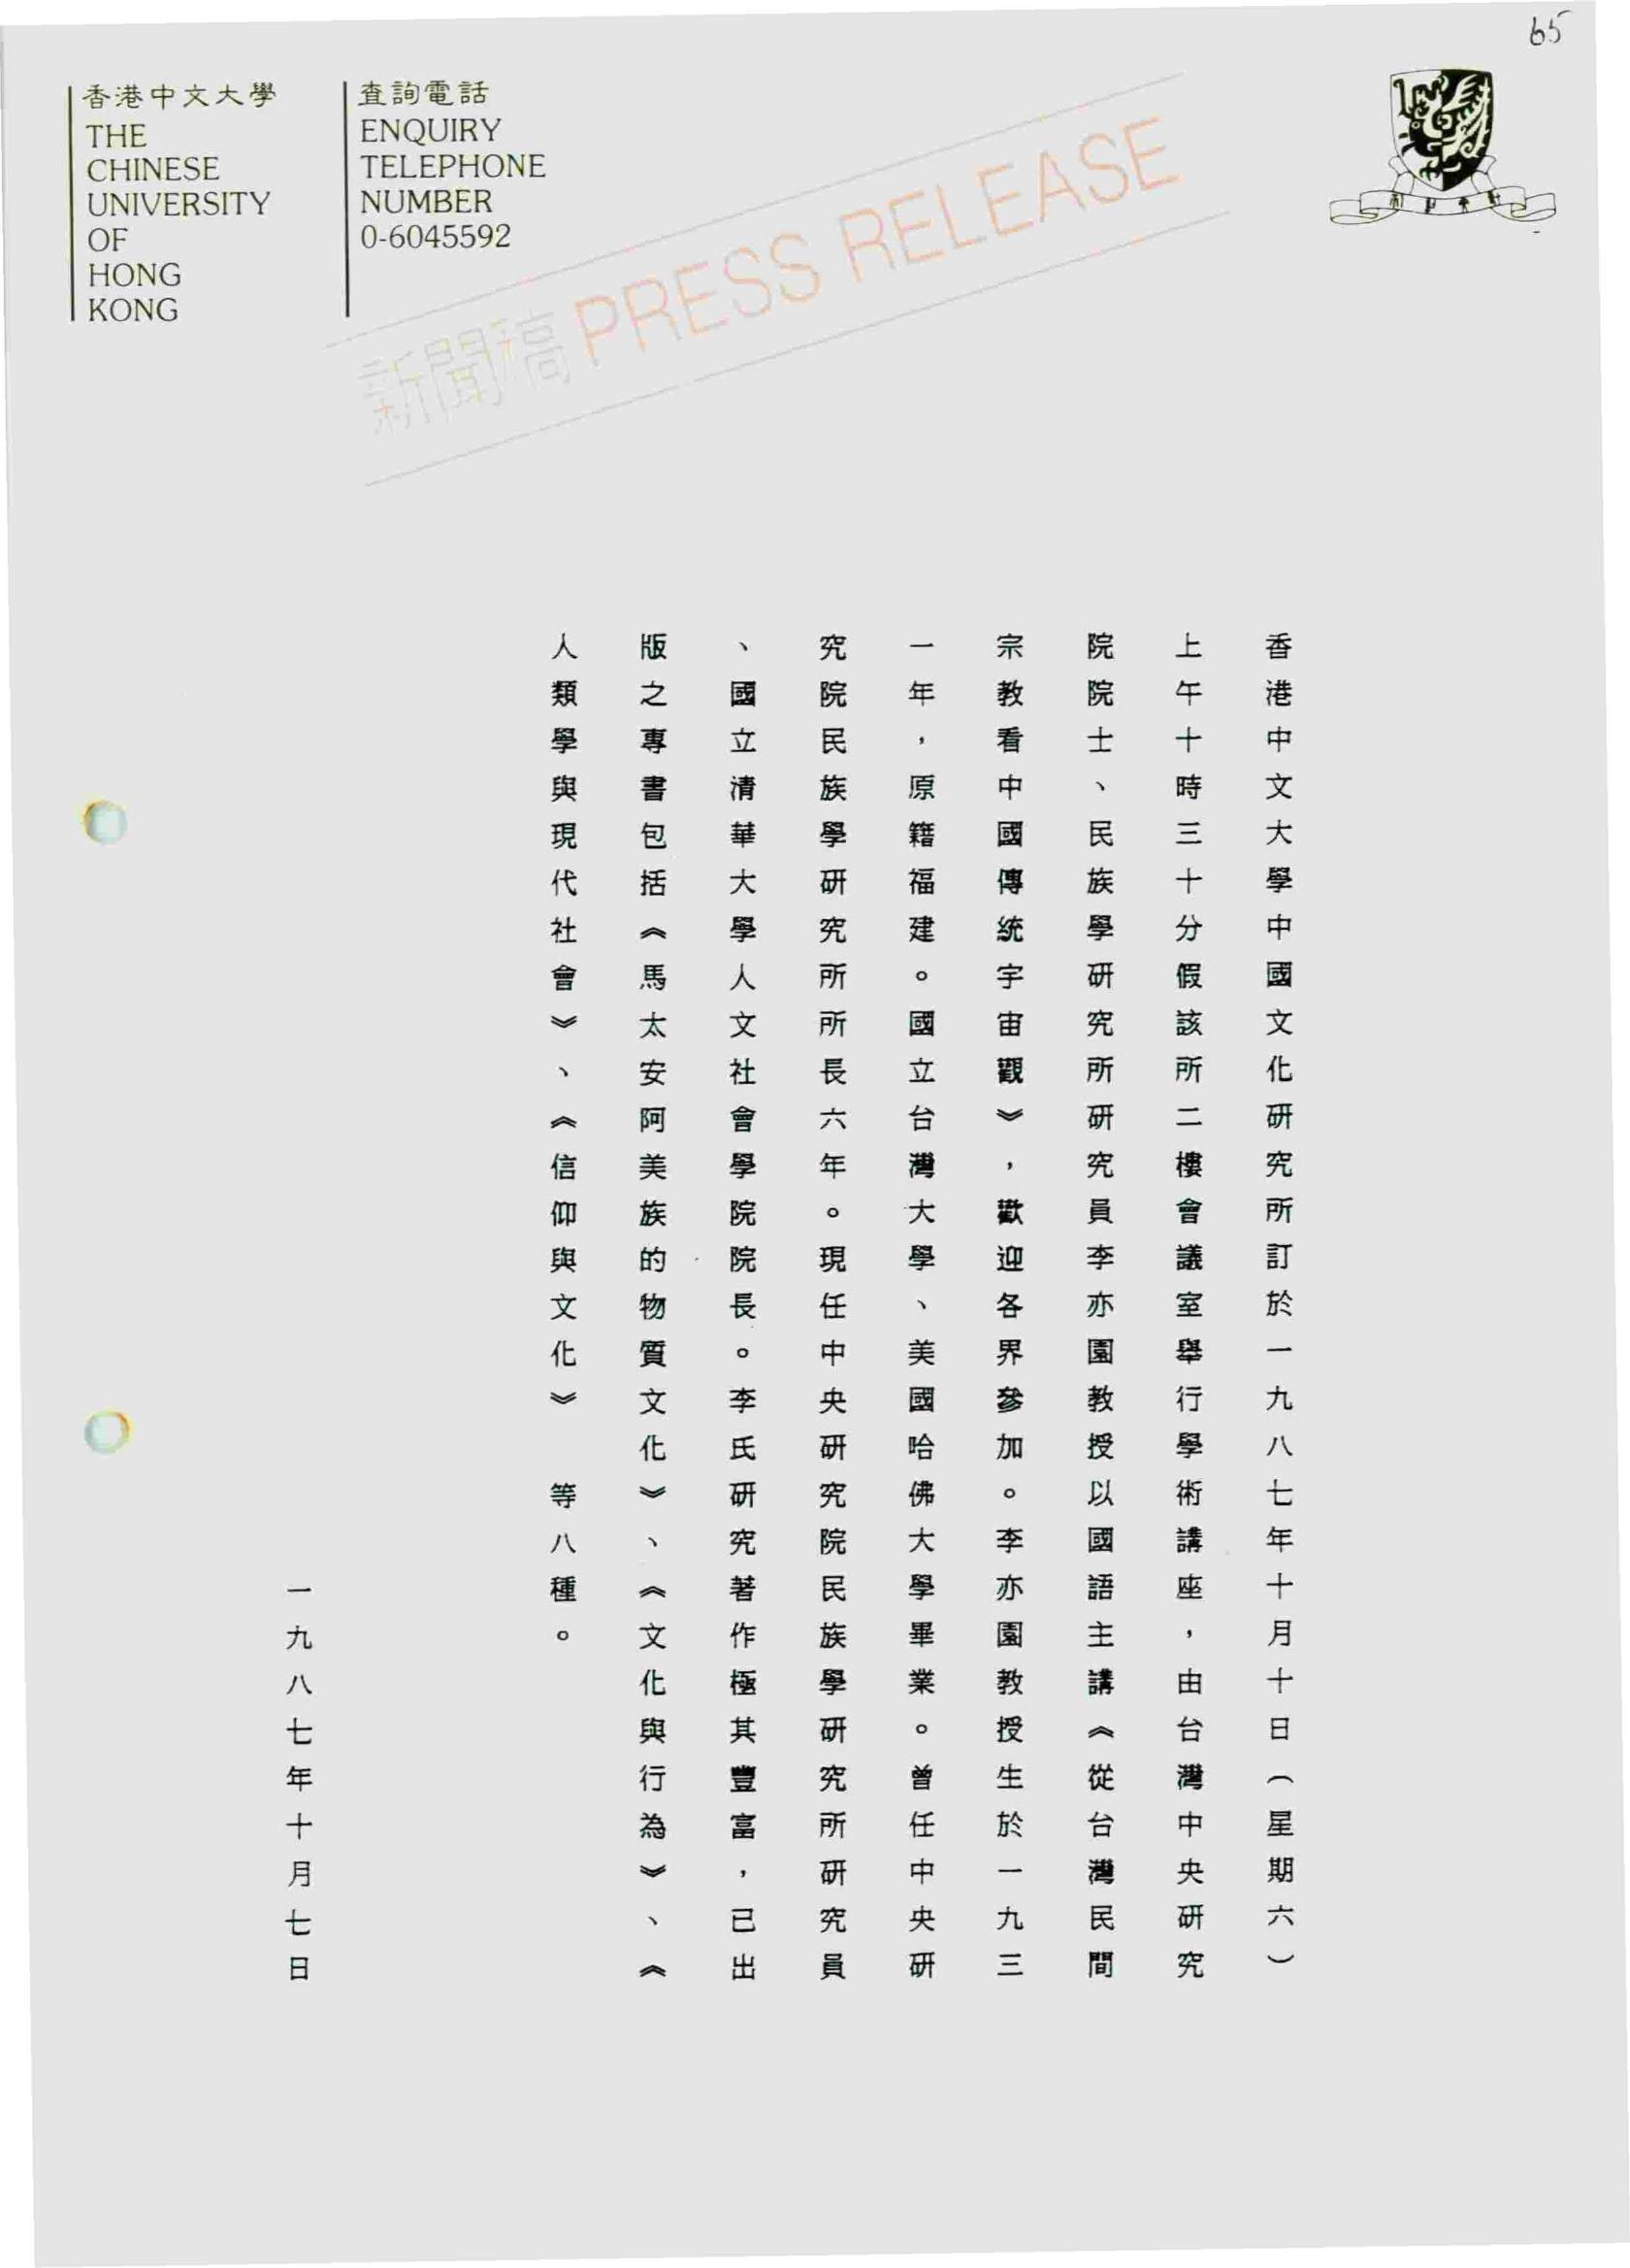 65
香港中文大學
THE
CHINESE
UNIVERSITY
OF
HONG
KONG
查詢電話
ENQUIRY
TELEPHONE
NUMBER
0-6045592
新聞稿 PRESS RELEASE
香港中文大學中國文化研究所訂於一九八七年十月十日（星期六）
上午十時三十分假該所二樓會議室舉行學術講座，由台灣中央研究
院院士、民族學研究所研究員李亦園教授以國語主講《從台灣民間
宗教看中國傳統宇宙觀》，歡迎各界參加。李亦園教授生於一九三
一年，原籍福建。國立台灣大學、美國哈佛大學畢業。曾任中央研
究院民族學研究所所長六年。現任中央研究院民族學研究所研究員
、國立清華大學人文社會學院院長。李氏研究著作極其豐富，已出
版之專書包括《馬太安阿美族的物質文化》、《文化與行為》、《
人類學與現代社會》、《信仰與文化》 等八種。
一九八七年十月七日